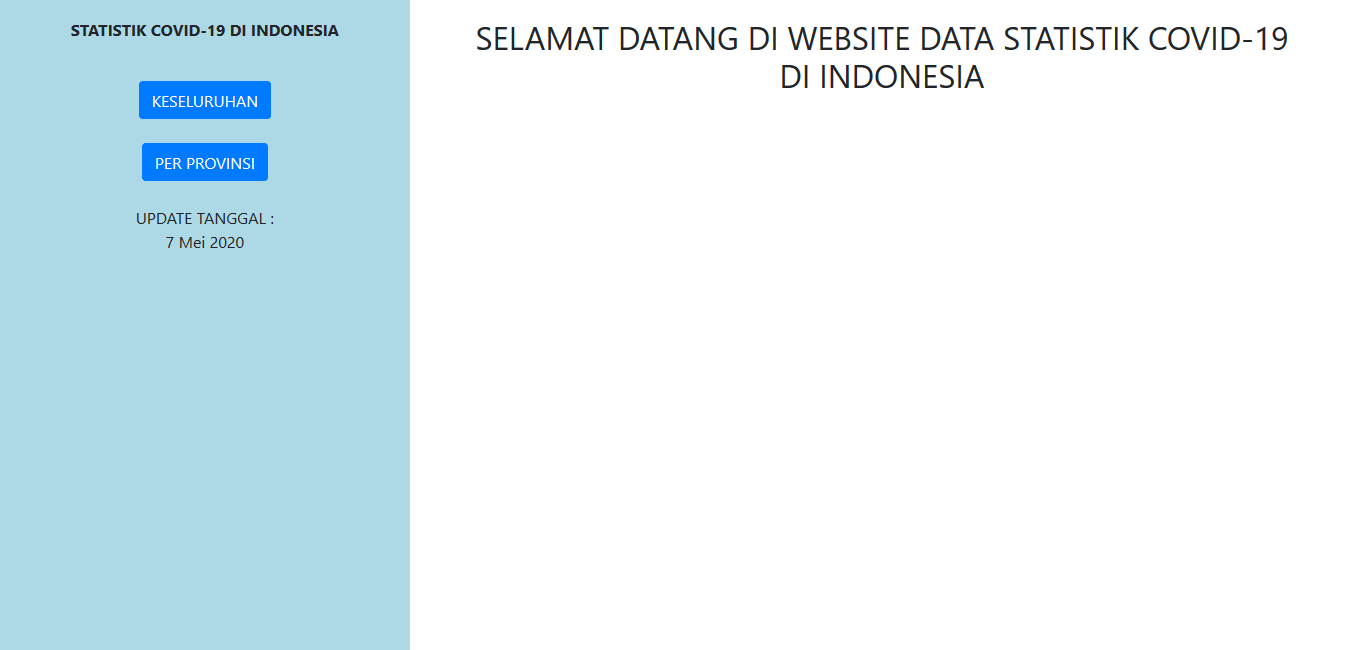 STATISTIK COVID-19 DI INDONESIA
KESELURUHAN
PER PROVINSI
UPDATE TANGGAL :
7 Mei 2020
SELAMAT DATANG DI WEBSITE DATA STATISTIK COVID-19
DI INDONESIA